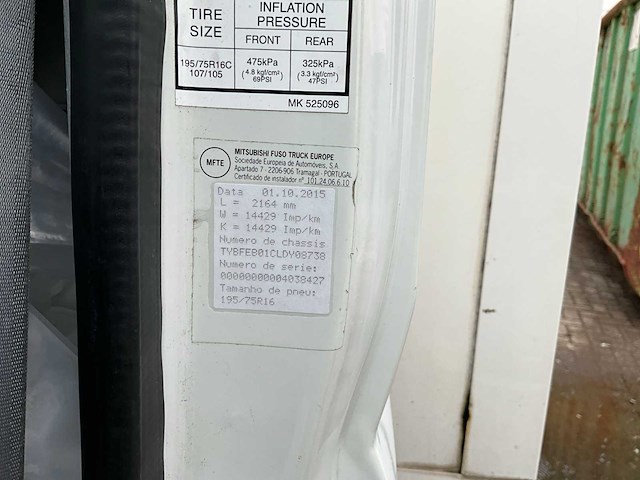 TIRE SIZE
INFLATION PRESSURE
FRONT REAR
195/75R16C 107/105
475kPa (4.8 kgf/cm²) 69PSI
325kPa (3.3 kgf/cm²) 47PSI
MK 525096
MFTE
MITSUBISHI FUSO TRUCK EUROPE
Sociedade Europeia de Automóveis, S.A.
Apartado 7 - 2206-906 Tramagal - PORTUGAL
Certificado de instalador nº 101.24.06.6.10
Data 01.10.2015
L = 2164 mm
W = 14429 Imp/km
K = 14429 Imp/km
Numero de chassis
TYBFEB01CLDY08738
Numero de serie:
00000000004038427
Tamanho de pneu:
195/75R16